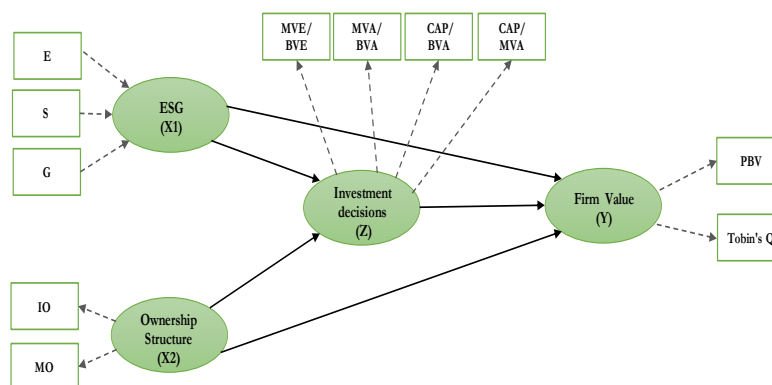 MVE/
BVE
MVA/
BVA
CAP/
BVA
CAP/
MVA
E
S
G
ESG
(X1)
Investment
decisions
(Z)
Firm Value
(Y)
PBV
Tobin's Q
IO
MO
Ownership
Structure
(X2)